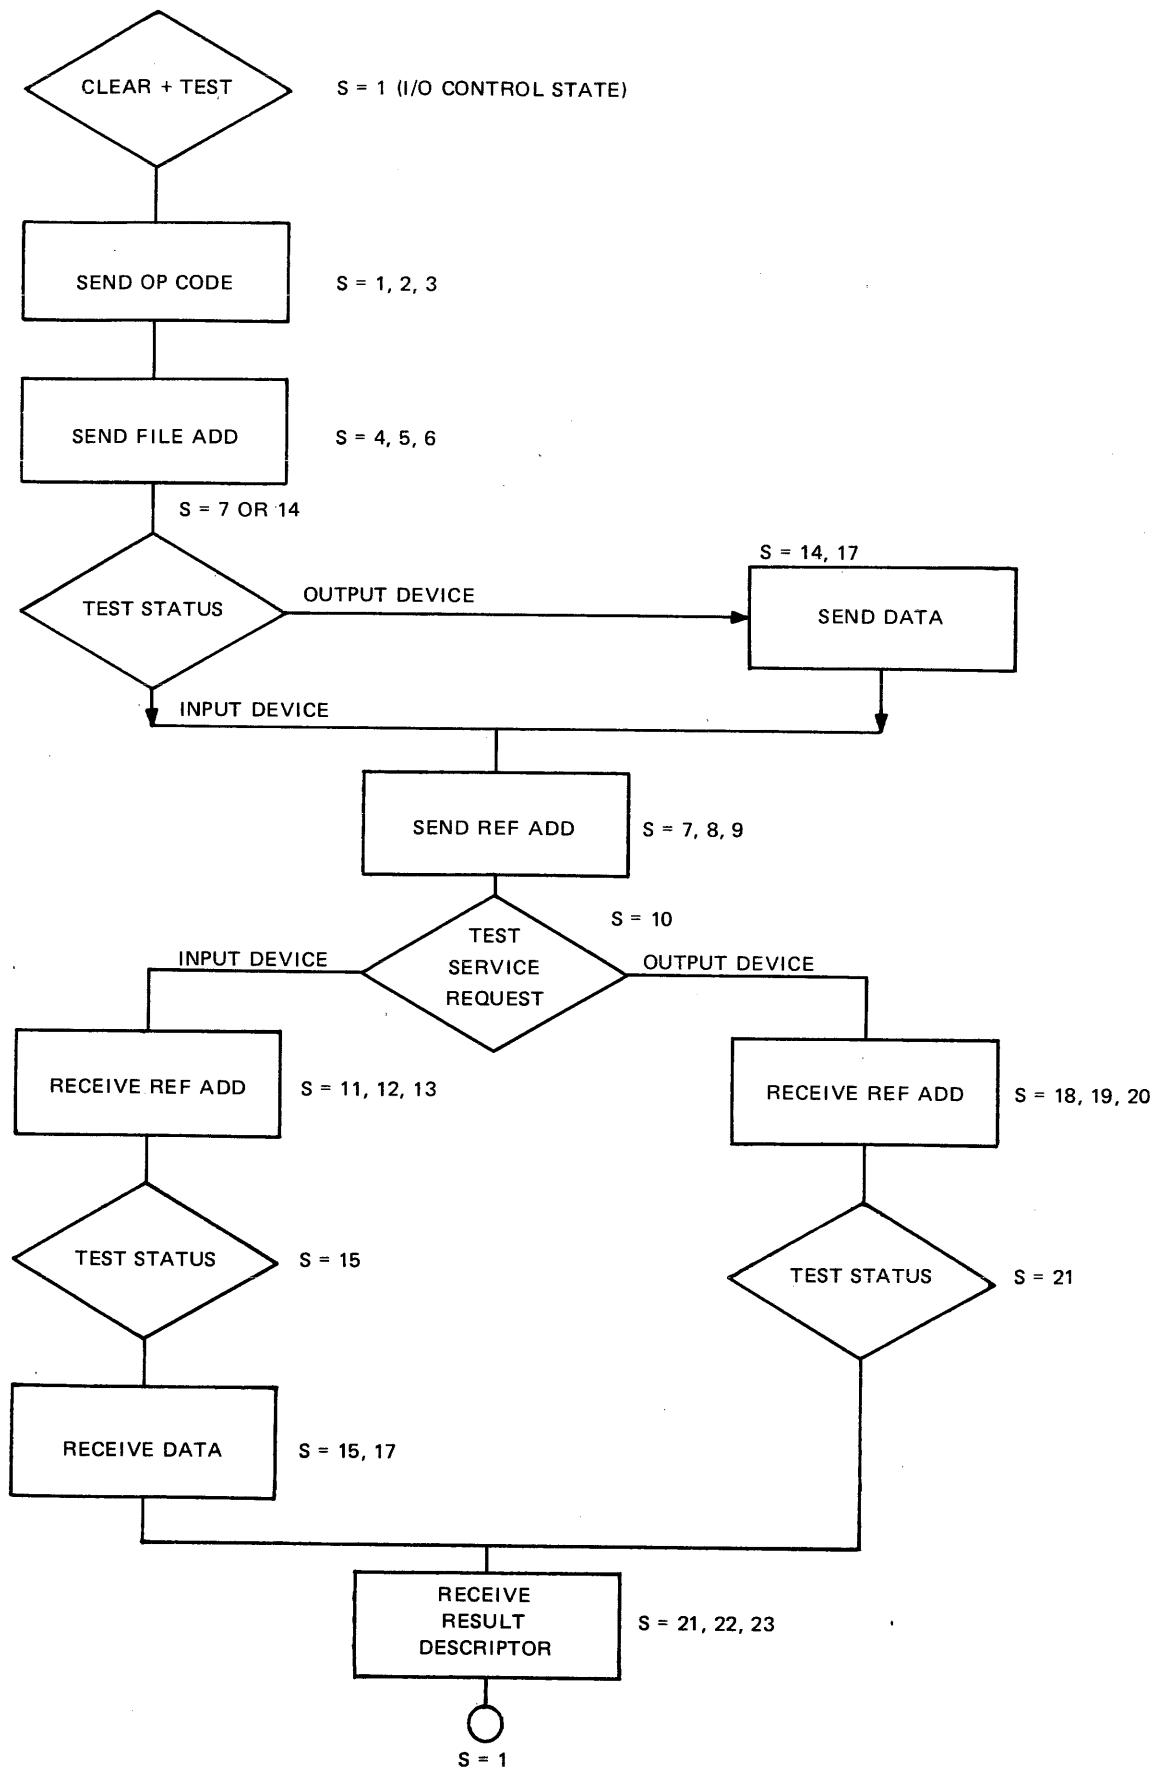 CLEAR + TEST
S = 1 (I/O CONTROL STATE)
SEND OP CODE
S = 1, 2, 3
SEND FILE ADD
S = 4, 5, 6
S = 7 OR 14
TEST STATUS
OUTPUT DEVICE
S = 14, 17
SEND DATA
INPUT DEVICE
SEND REF ADD
S = 7, 8, 9
S = 10
TEST
SERVICE
REQUEST
INPUT DEVICE
OUTPUT DEVICE
RECEIVE REF ADD
S = 11, 12, 13
RECEIVE REF ADD
S = 18, 19, 20
TEST STATUS
S = 15
TEST STATUS
S = 21
RECEIVE DATA
S = 15, 17
RECEIVE
RESULT
DESCRIPTOR
S = 21, 22, 23
S = 1